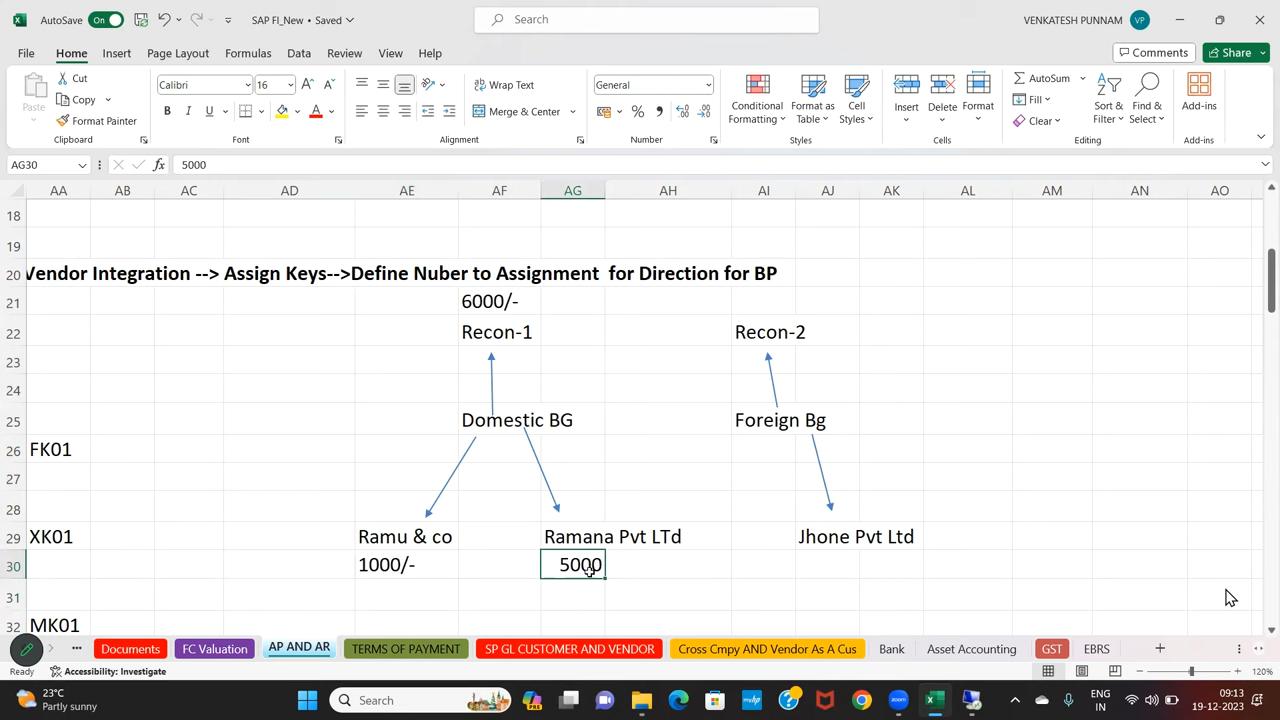 AutoSave On SAP FI_New • Saved Search VENKATESH PUNNAM VP
File Home Insert Page Layout Formulas Data Review View Help Comments Share
Paste Cut Calibri 16 Wrap Text General Conditional Formatting Format as Table Cell Styles Insert Delete Format AutoSum Sort & Filter Find & Select Add-ins
Copy Fill
Format Painter B I U A Merge & Center % , Clear
Clipboard Font Alignment Number Styles Cells Editing Add-ins
AG30 fx 5000
AA AB AC AD AE AF AG AH AI AJ AK AL AM AN AO
18
19
20 Vendor Integration --> Assign Keys-->Define Nuber to Assignment for Direction for BP
21 6000/-
22 Recon-1 Recon-2
23
24
25 Domestic BG Foreign Bg
26 FK01
27
28
29 XK01 Ramu & co Ramana Pvt LTd Jhone Pvt Ltd
30 1000/- 5000
31
32 MK01
Documents FC Valuation AP AND AR TERMS OF PAYMENT SP GL CUSTOMER AND VENDOR Cross Cmpy AND Vendor As A Cus Bank Asset Accounting GST EBRS
Ready Accessibility: Investigate 120%
23°C Partly sunny Search PRE zoom ENG IN 09:13 19-12-2023